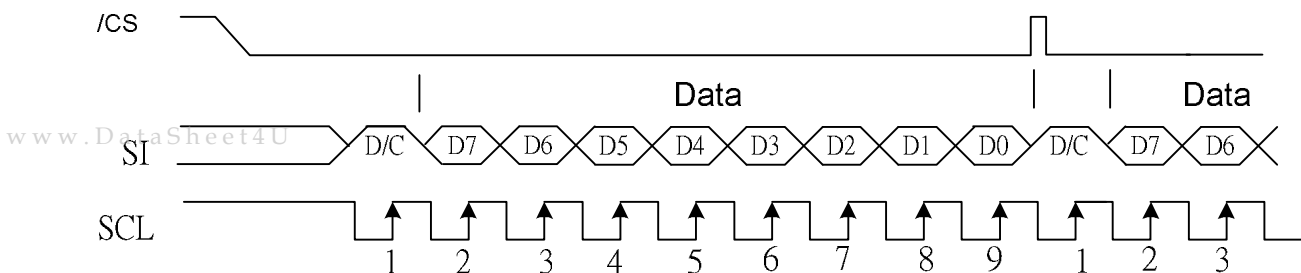 /CS
Data Data
www.DataSheet4U
SI D/C D7 D6 D5 D4 D3 D2 D1 D0 D/C D7 D6
SCL
1 2 3 4 5 6 7 8 9 1 2 3